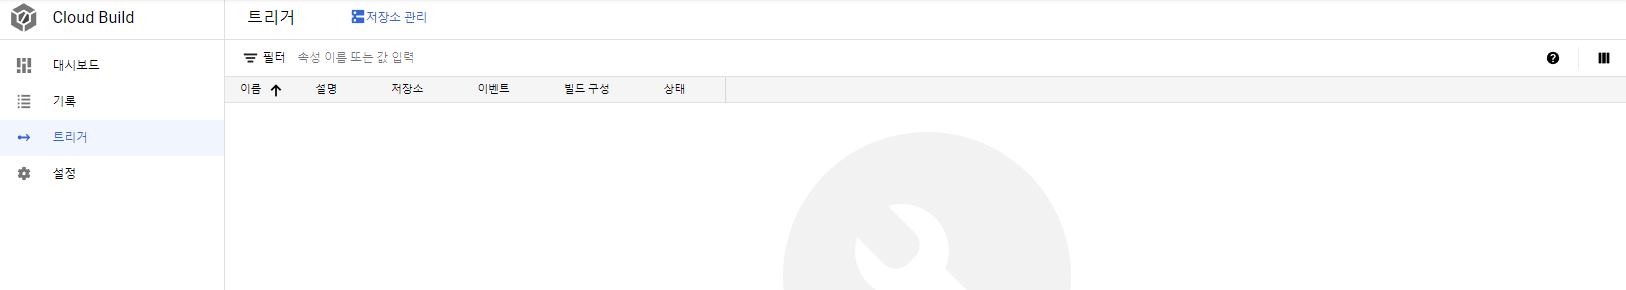 Cloud Build
트리거
저장소 관리
대시보드
기록
트리거
설정
필터 속성 이름 또는 값 입력
이름 설명 저장소 이벤트 빌드 구성 상태